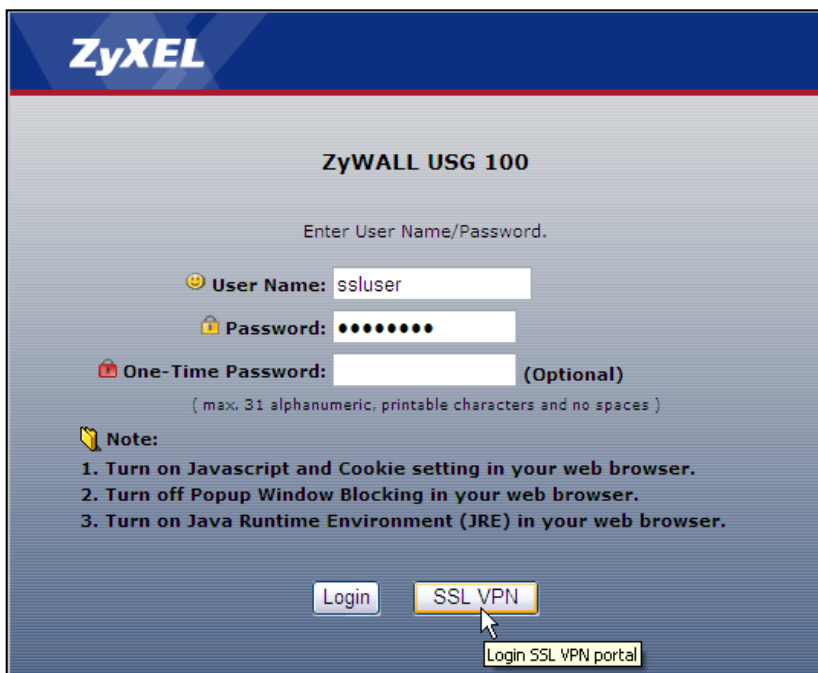 ZyXEL
ZyWALL USG 100
Enter User Name/Password.
User Name: ssluser
Password: ••••••••
One-Time Password: (Optional)
( max. 31 alphanumeric, printable characters and no spaces )
Note:
1. Turn on Javascript and Cookie setting in your web browser.
2. Turn off Popup Window Blocking in your web browser.
3. Turn on Java Runtime Environment (JRE) in your web browser.
Login SSL VPN
Login SSL VPN portal